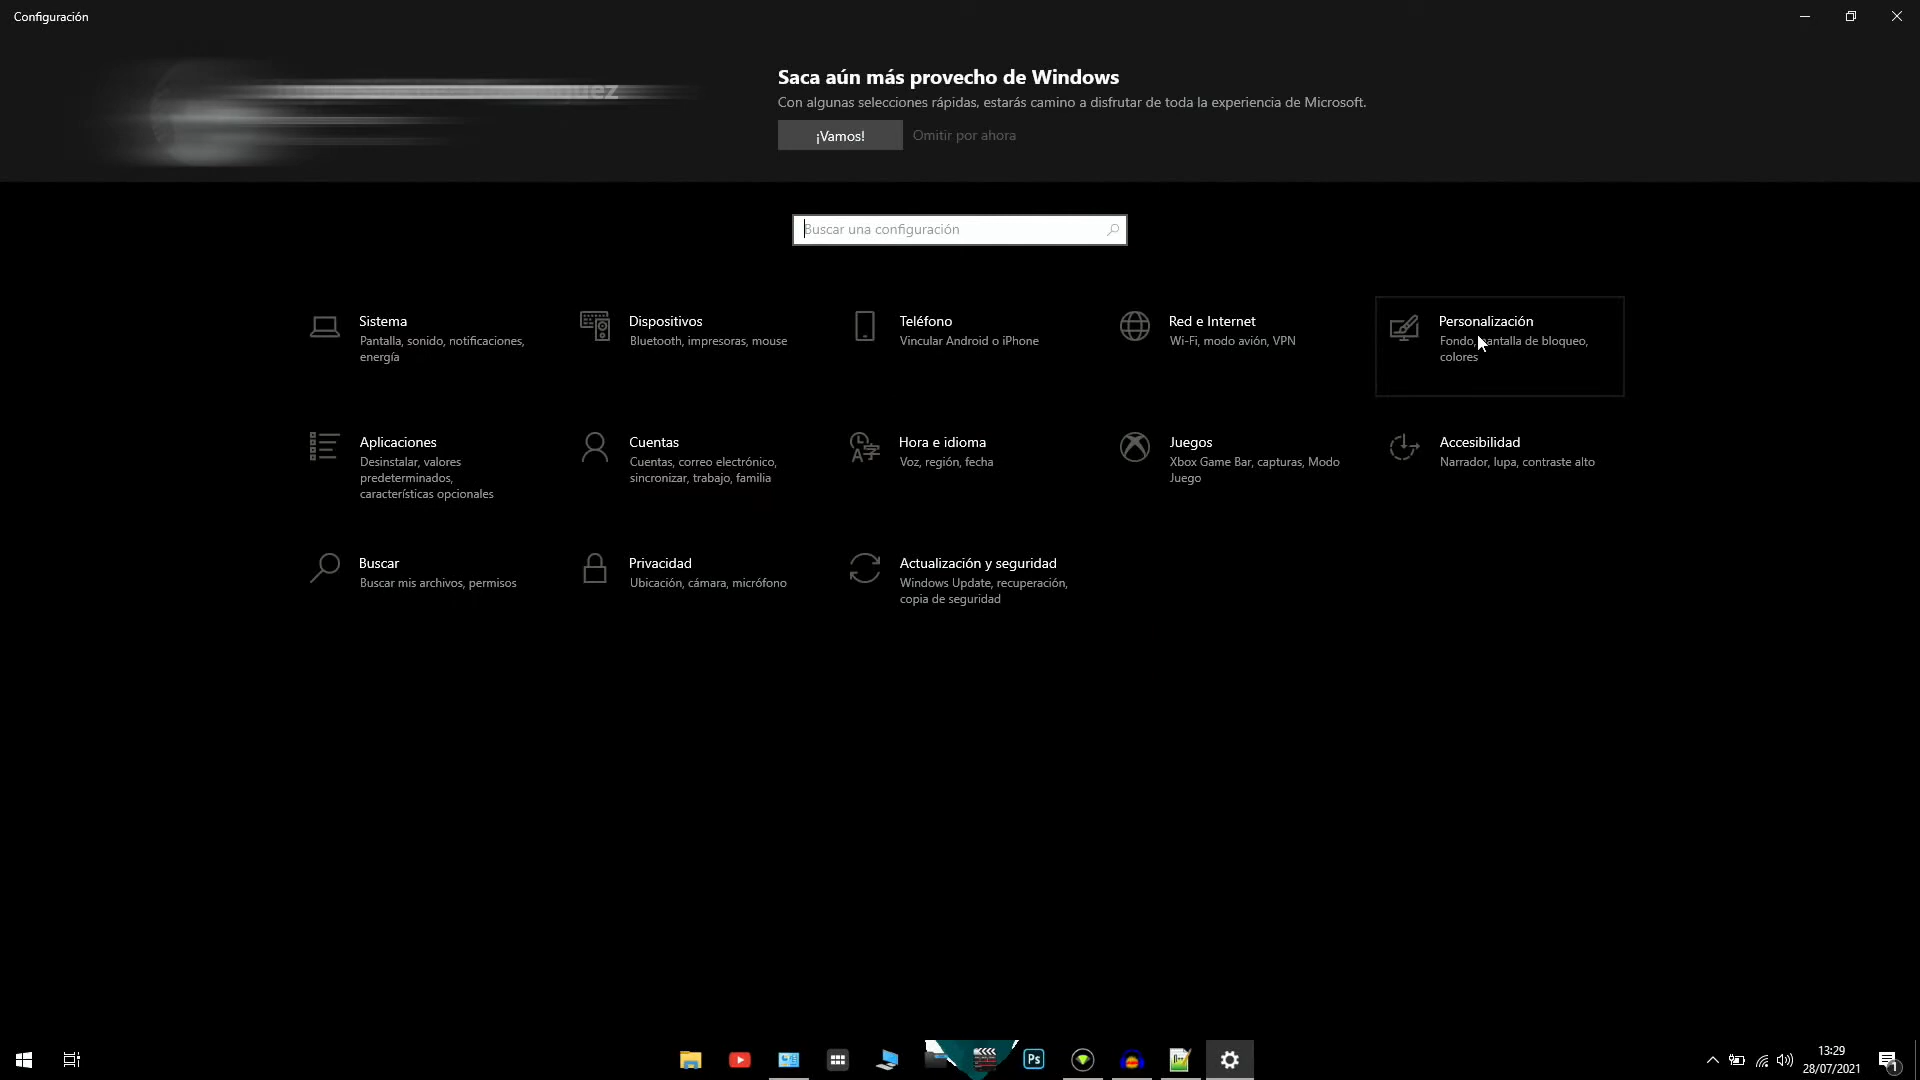 Configuración
Saca aún más provecho de Windows
Con algunas selecciones rápidas, estarás camino a disfrutar de toda la experiencia de Microsoft.
¡Vamos! Omitir por ahora
Buscar una configuración
Sistema
Pantalla, sonido, notificaciones,
energía
Dispositivos
Bluetooth, impresoras, mouse
Teléfono
Vincular Android o iPhone
Red e Internet
Wi-Fi, modo avión, VPN
Personalización
Fondo, pantalla de bloqueo,
colores
Aplicaciones
Desinstalar, valores
predeterminados,
características opcionales
Cuentas
Cuentas, correo electrónico,
sincronizar, trabajo, familia
Hora e idioma
Voz, región, fecha
Juegos
Xbox Game Bar, capturas, Modo
Juego
Accesibilidad
Narrador, lupa, contraste alto
Buscar
Buscar mis archivos, permisos
Privacidad
Ubicación, cámara, micrófono
Actualización y seguridad
Windows Update, recuperación,
copia de seguridad
Ps
13:29
28/07/2021
1